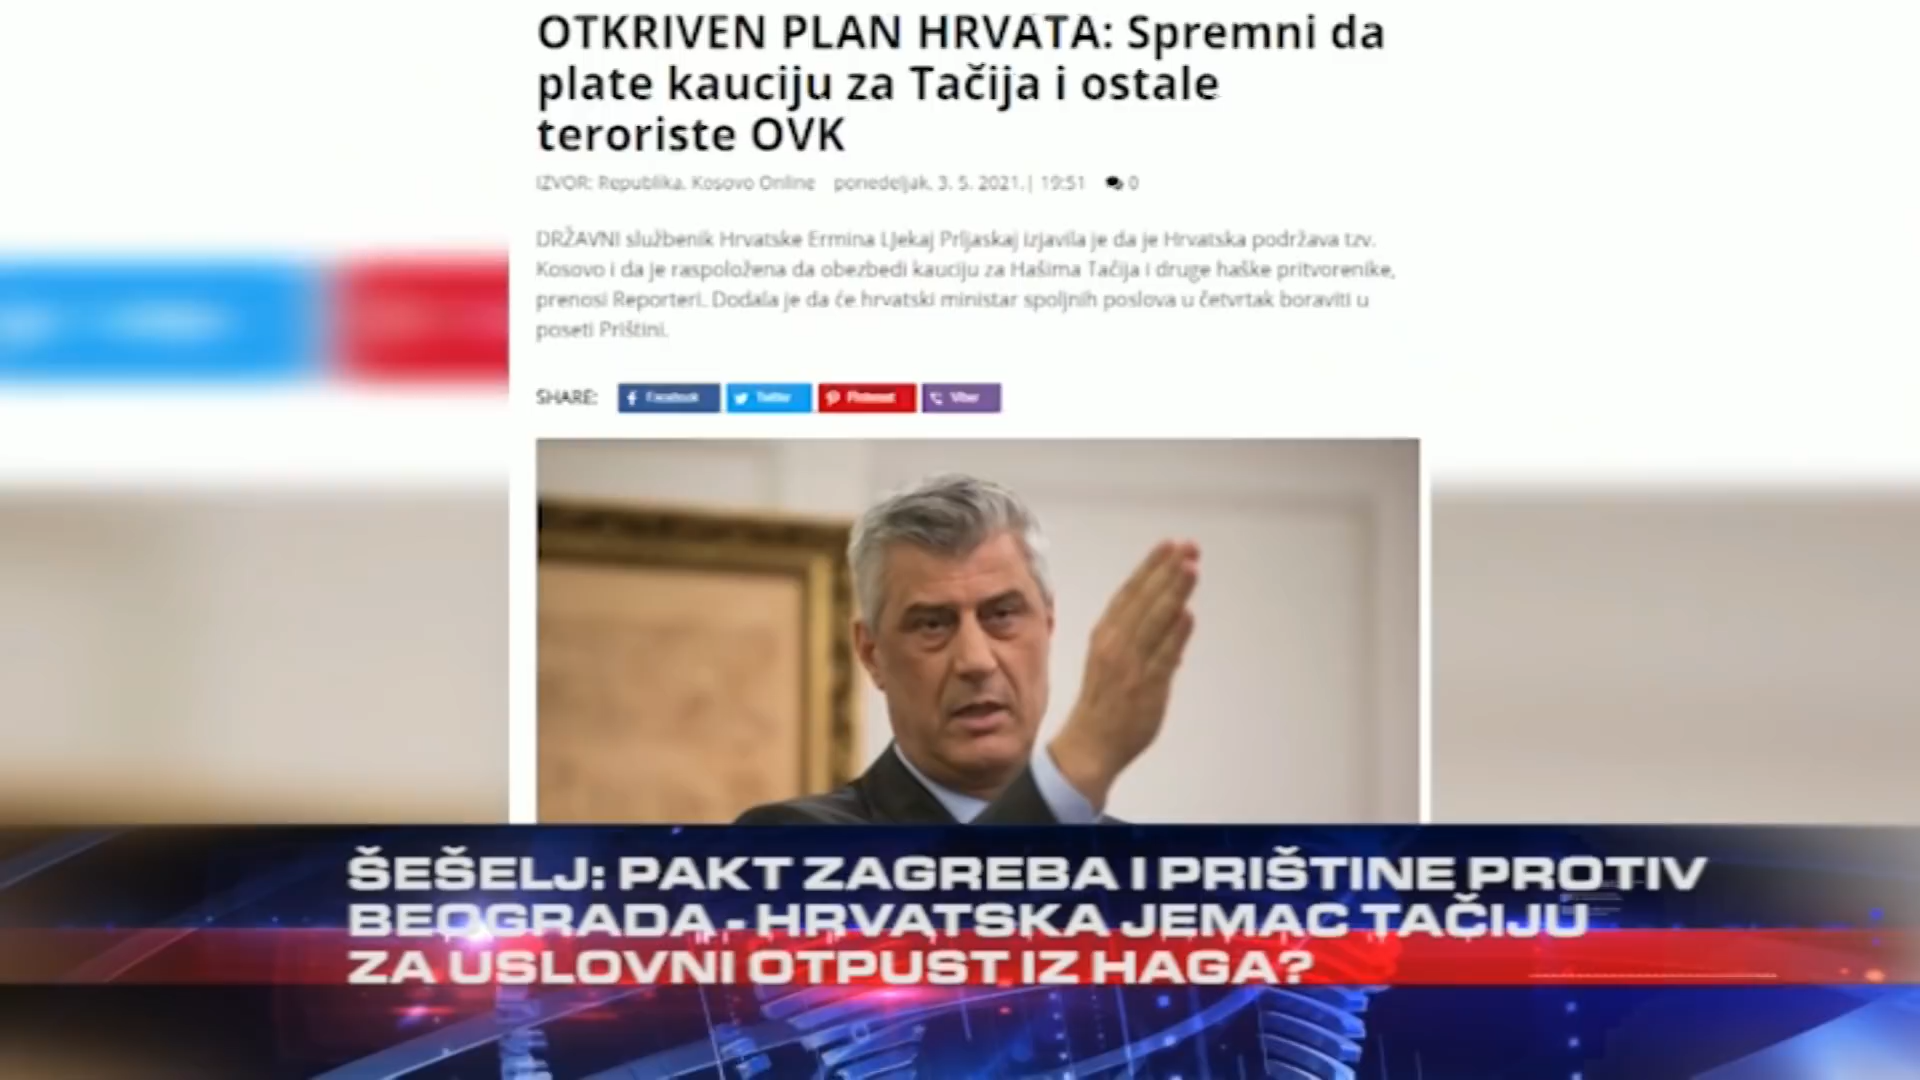 OTKRIVEN PLAN HRVATA: Spremni da
plate kauciju za Tačija i ostale
teroriste OVK
IZVOR: Republika, Kosovo Online ponedeljak, 3. 5. 2021. | 19:51 0
DRŽAVNI službenik Hrvatske Ermina LJekaj Prljaskaj izjavila je da je Hrvatska podržava tzv.
Kosovo i da je raspoložena da obezbedi kauciju za Hašima Tačija i druge haške pritvorenike,
prenosi Reporteri. Dodala je da će hrvatski ministar spoljnih poslova u četvrtak boraviti u
poseti Prištini.
SHARE: Facebook Twitter Pinterest Viber
ŠEŠELJ: PAKT ZAGREBA I PRIŠTINE PROTIV
BEOGRADA - HRVATSKA JEMAC TAČIJU
ZA USLOVNI OTPUST IZ HAGA?